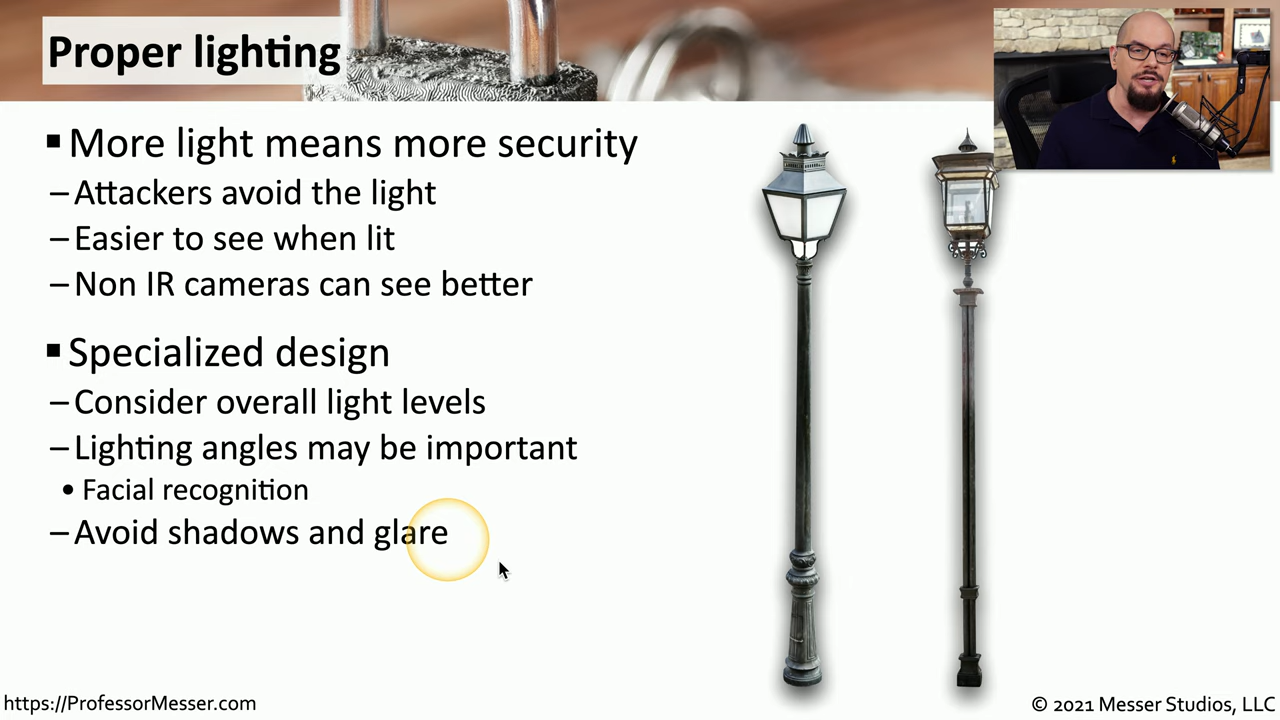 Proper lighting
▪ More light means more security
– Attackers avoid the light
– Easier to see when lit
– Non IR cameras can see better
▪ Specialized design
– Consider overall light levels
– Lighting angles may be important
• Facial recognition
– Avoid shadows and glare
https://ProfessorMesser.com
© 2021 Messer Studios, LLC